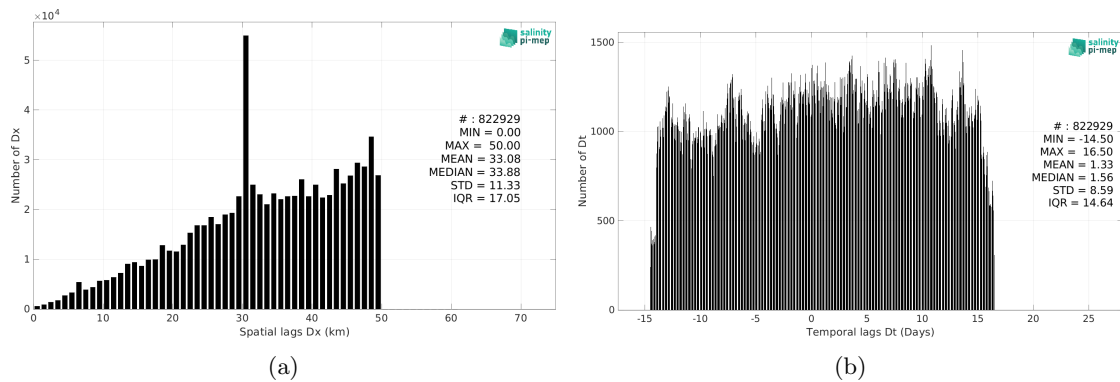 ×10⁴
salinity
pi-mep
5
4
3
2
1
0
Number of Dx
# : 822929
MIN = 0.00
MAX = 50.00
MEAN = 33.08
MEDIAN = 33.88
STD = 11.33
IQR = 17.05
0 10 20 30 40 50 60 70
Spatial lags Dx (km)
(a)
salinity
pi-mep
1500
1000
500
0
Number of Dt
# : 822929
MIN = -14.50
MAX = 16.50
MEAN = 1.33
MEDIAN = 1.56
STD = 8.59
IQR = 14.64
-15 -10 -5 0 5 10 15 20 25
Temporal lags Dt (Days)
(b)